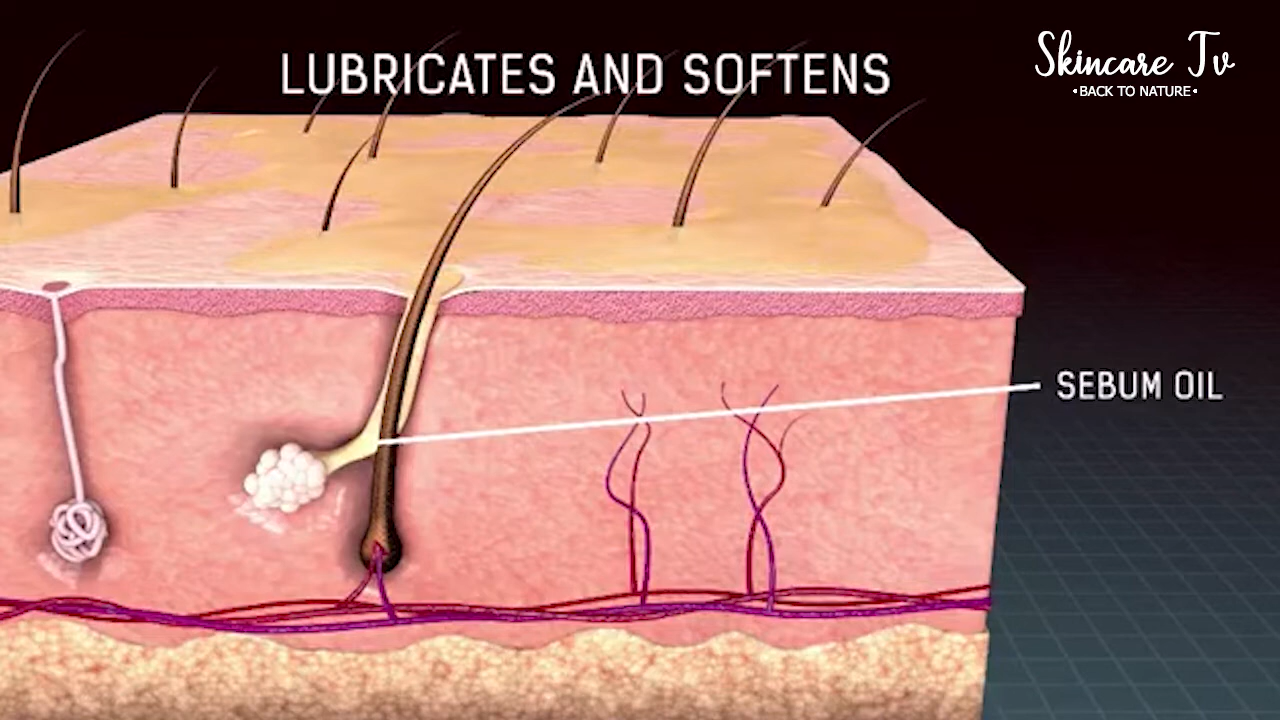 LUBRICATES AND SOFTENS
Skincare Tv
•BACK TO NATURE•
SEBUM OIL